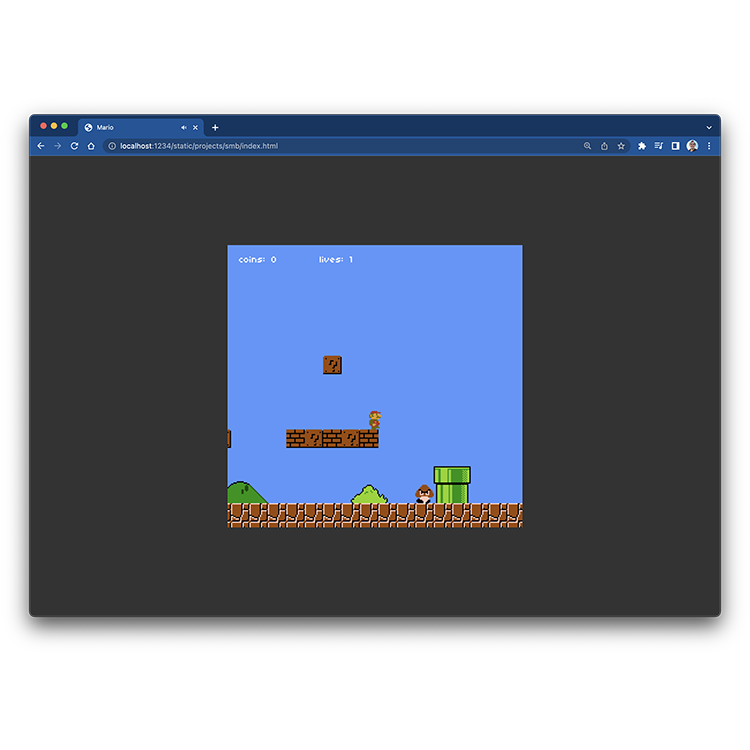 Mario
localhost:1234/static/projects/smb/index.html
coins: 0 lives: 1
?
? ?